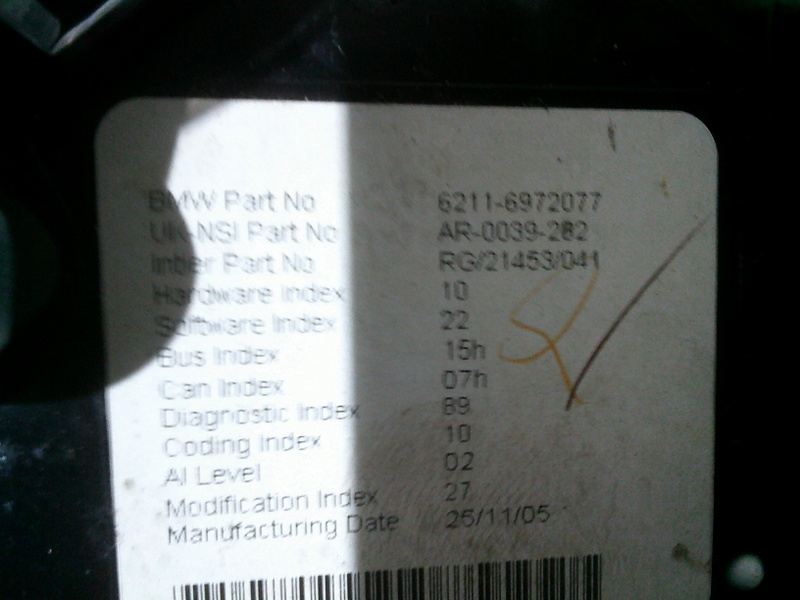 BMW Part No 6211-6972077
UK-NSI Part No AR-0039-282
Intier Part No RG/21453/041
Hardware Index 10
Software Index 22
Bus Index 15h
Can Index 07h
Diagnostic Index 89
Coding Index 10
AI Level 02
Modification Index 27
Manufacturing Date 25/11/05